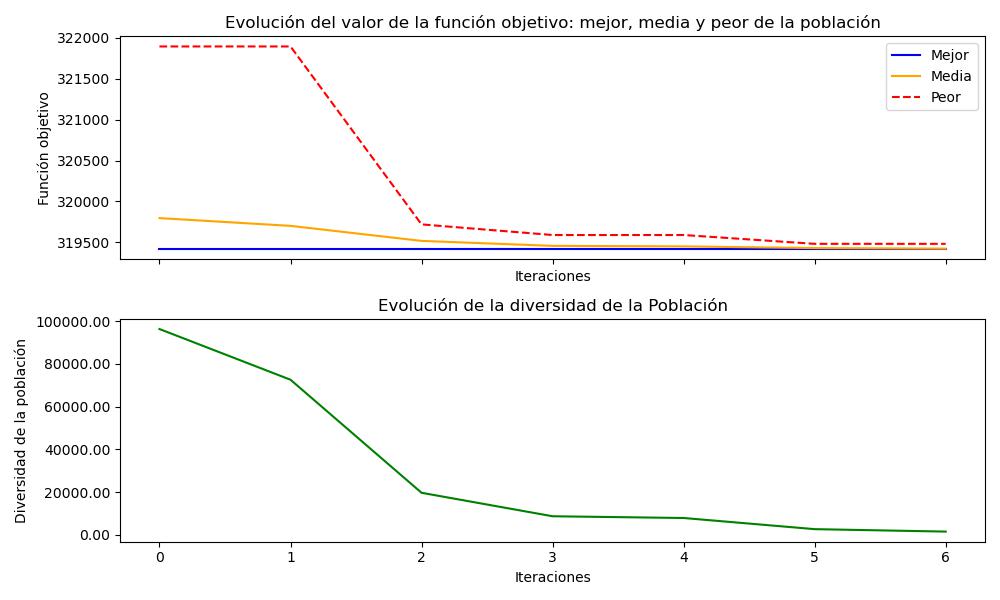 Evolución del valor de la función objetivo: mejor, media y peor de la población
322000
321500
321000
320500
320000
319500
Función objetivo
Mejor
Media
Peor
Iteraciones
Evolución de la diversidad de la Población
100000.00
80000.00
60000.00
40000.00
20000.00
0.00
Diversidad de la población
0 1 2 3 4 5 6
Iteraciones